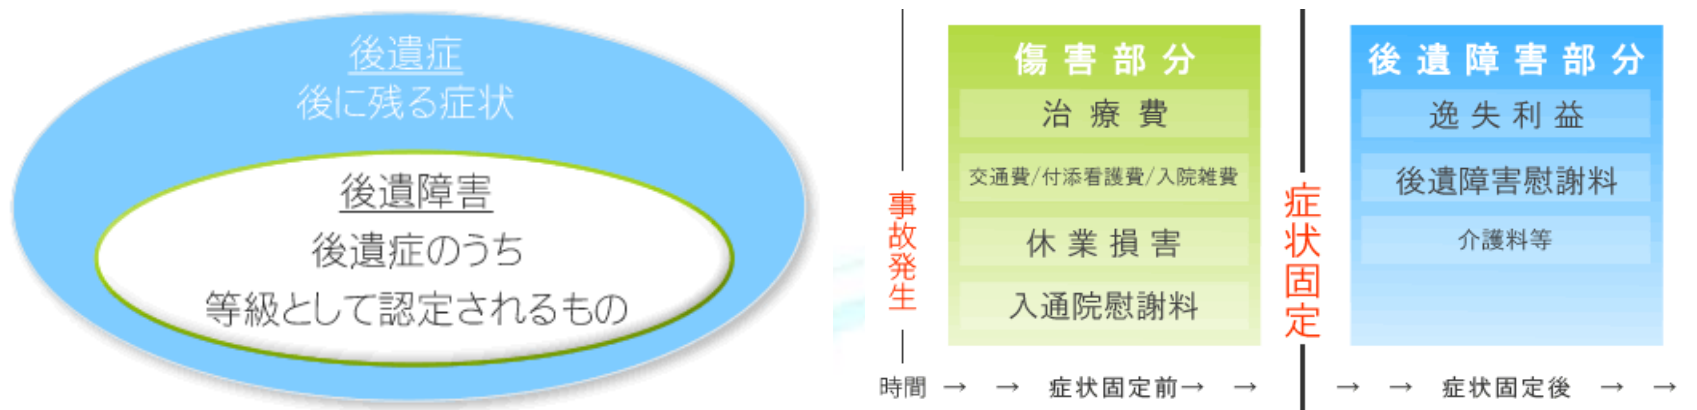 後遺症
後に残る症状
後遺障害
後遺症のうち
等級として認定されるもの
事故発生
傷害部分
治療費
交通費/付添看護費/入院雑費
休業損害
入通院慰謝料
症状固定
後遺障害部分
逸失利益
後遺障害慰謝料
介護料等
時間 → → 症状固定前→ → → → 症状固定後 → →